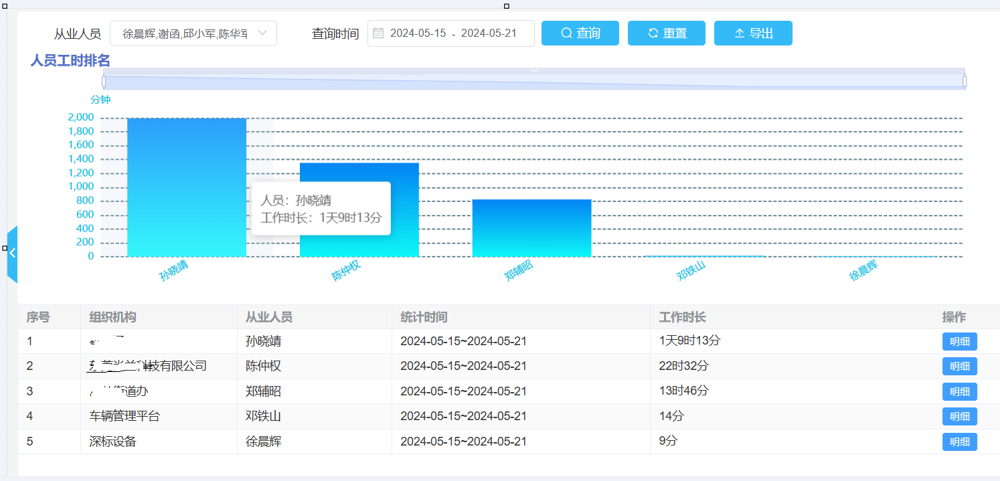 从业人员 徐晨辉,谢函,邱小军,陈华军 查询时间 2024-05-15 - 2024-05-21 查询 重置 导出
人员工时排名
分钟
2,000
1,800
1,600
1,400
1,200
1,000
800
600
400
200
0
人员：孙晓靖
工作时长：1天9时13分
孙晓靖 陈仲权 郑辅昭 邓铁山 徐晨辉
序号 组织机构 从业人员 统计时间 工作时长 操作
1 孙晓靖 2024-05-15~2024-05-21 1天9时13分 明细
2 技有限公司 陈仲权 2024-05-15~2024-05-21 22时32分 明细
3 道办 郑辅昭 2024-05-15~2024-05-21 13时46分 明细
4 车辆管理平台 邓铁山 2024-05-15~2024-05-21 14分 明细
5 深标设备 徐晨辉 2024-05-15~2024-05-21 9分 明细